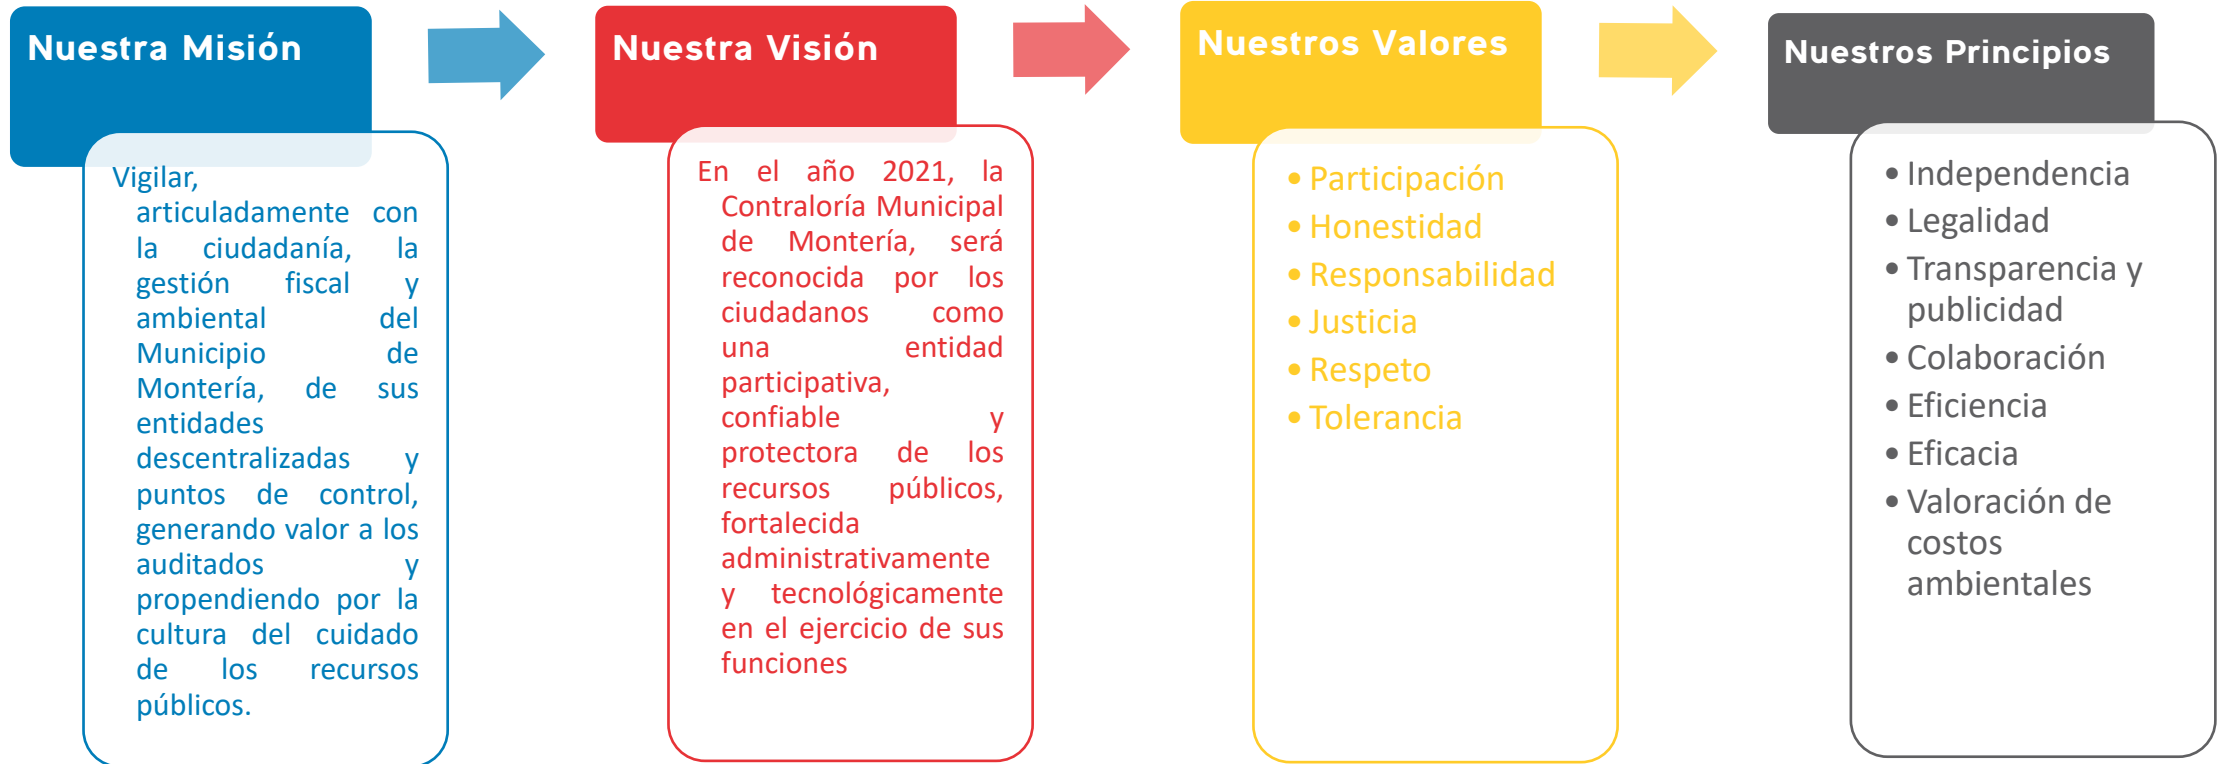 Nuestra Misión
Vigilar,
articuladamente con
la ciudadanía, la
gestión fiscal y
ambiental del
Municipio de
Montería, de sus
entidades
descentralizadas y
puntos de control,
generando valor a los
auditados y
propendiendo por la
cultura del cuidado
de los recursos
públicos.
Nuestra Visión
En el año 2021, la
Contraloría Municipal
de Montería, será
reconocida por los
ciudadanos como
una entidad
participativa,
confiable y
protectora de los
recursos públicos,
fortalecida
administrativamente
y tecnológicamente
en el ejercicio de sus
funciones
Nuestros Valores
• Participación
• Honestidad
• Responsabilidad
• Justicia
• Respeto
• Tolerancia
Nuestros Principios
• Independencia
• Legalidad
• Transparencia y
publicidad
• Colaboración
• Eficiencia
• Eficacia
• Valoración de
costos
ambientales